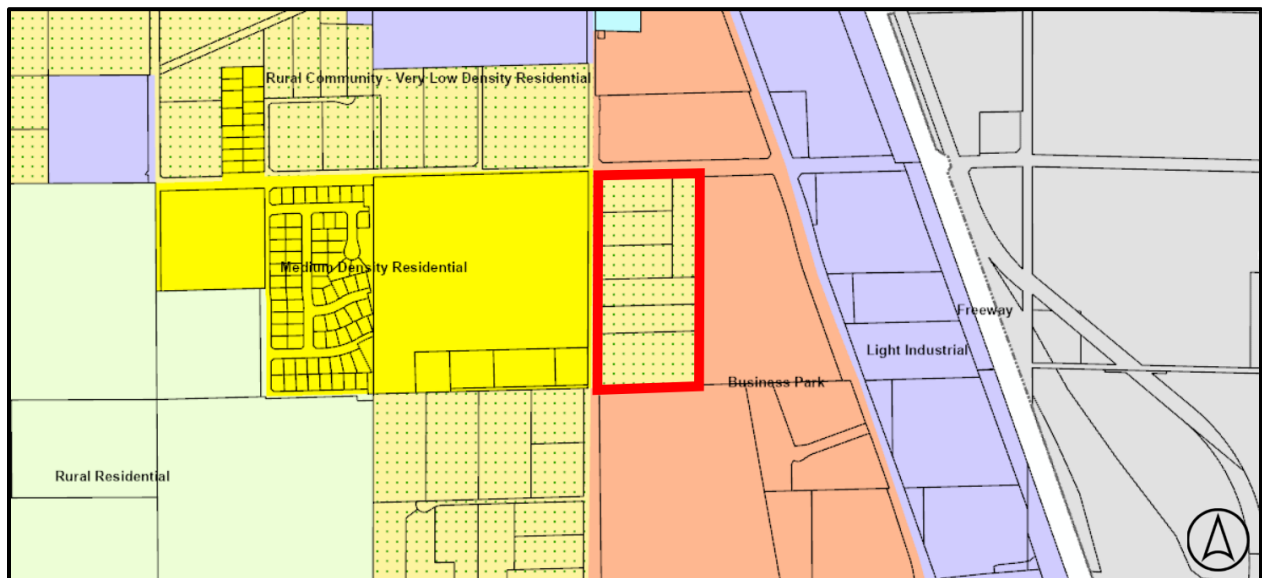 Rural Community - Very Low Density Residential
Medium Density Residential
Freeway
Light Industrial
Business Park
Rural Residential